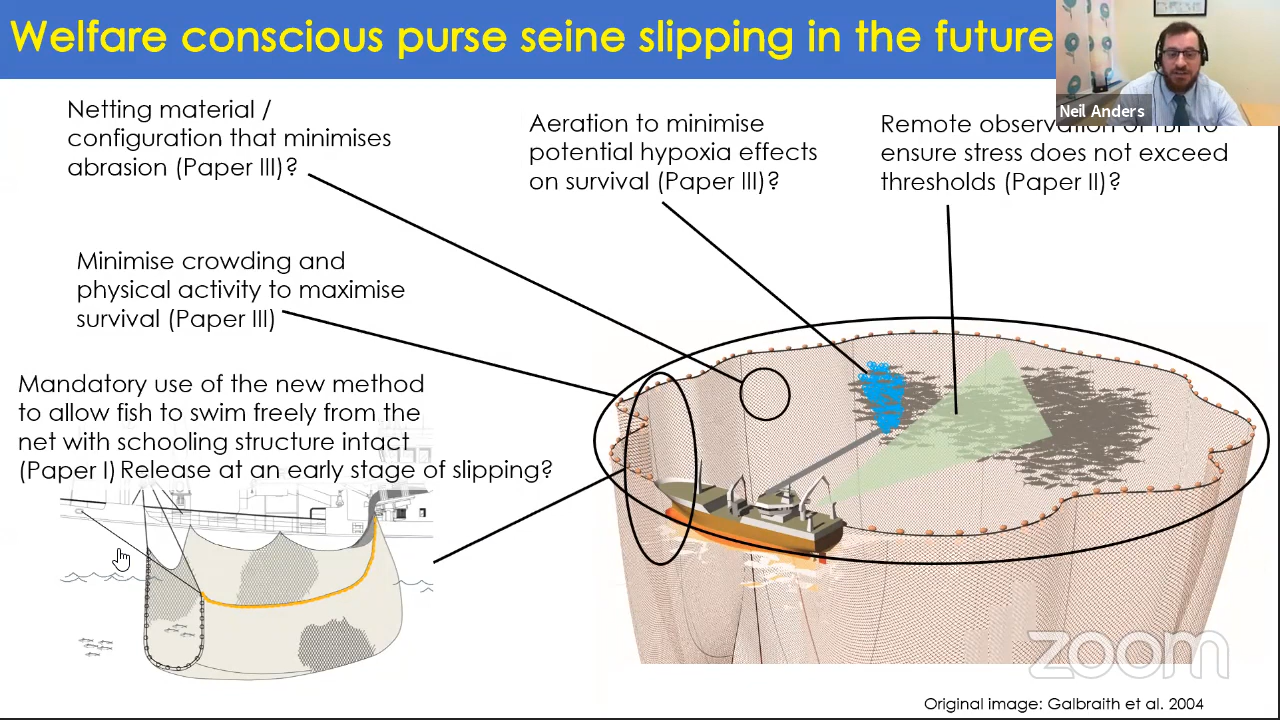 Welfare conscious purse seine slipping in the future
Neil Anders
Netting material /
configuration that minimises
abrasion (Paper III)?
Aeration to minimise
potential hypoxia effects
on survival (Paper III)?
Remote observation of to
ensure stress does not exceed
thresholds (Paper II)?
Minimise crowding and
physical activity to maximise
survival (Paper III)
Mandatory use of the new method
to allow fish to swim freely from the
net with schooling structure intact
(Paper I) Release at an early stage of slipping?
zoom
Original image: Galbraith et al. 2004